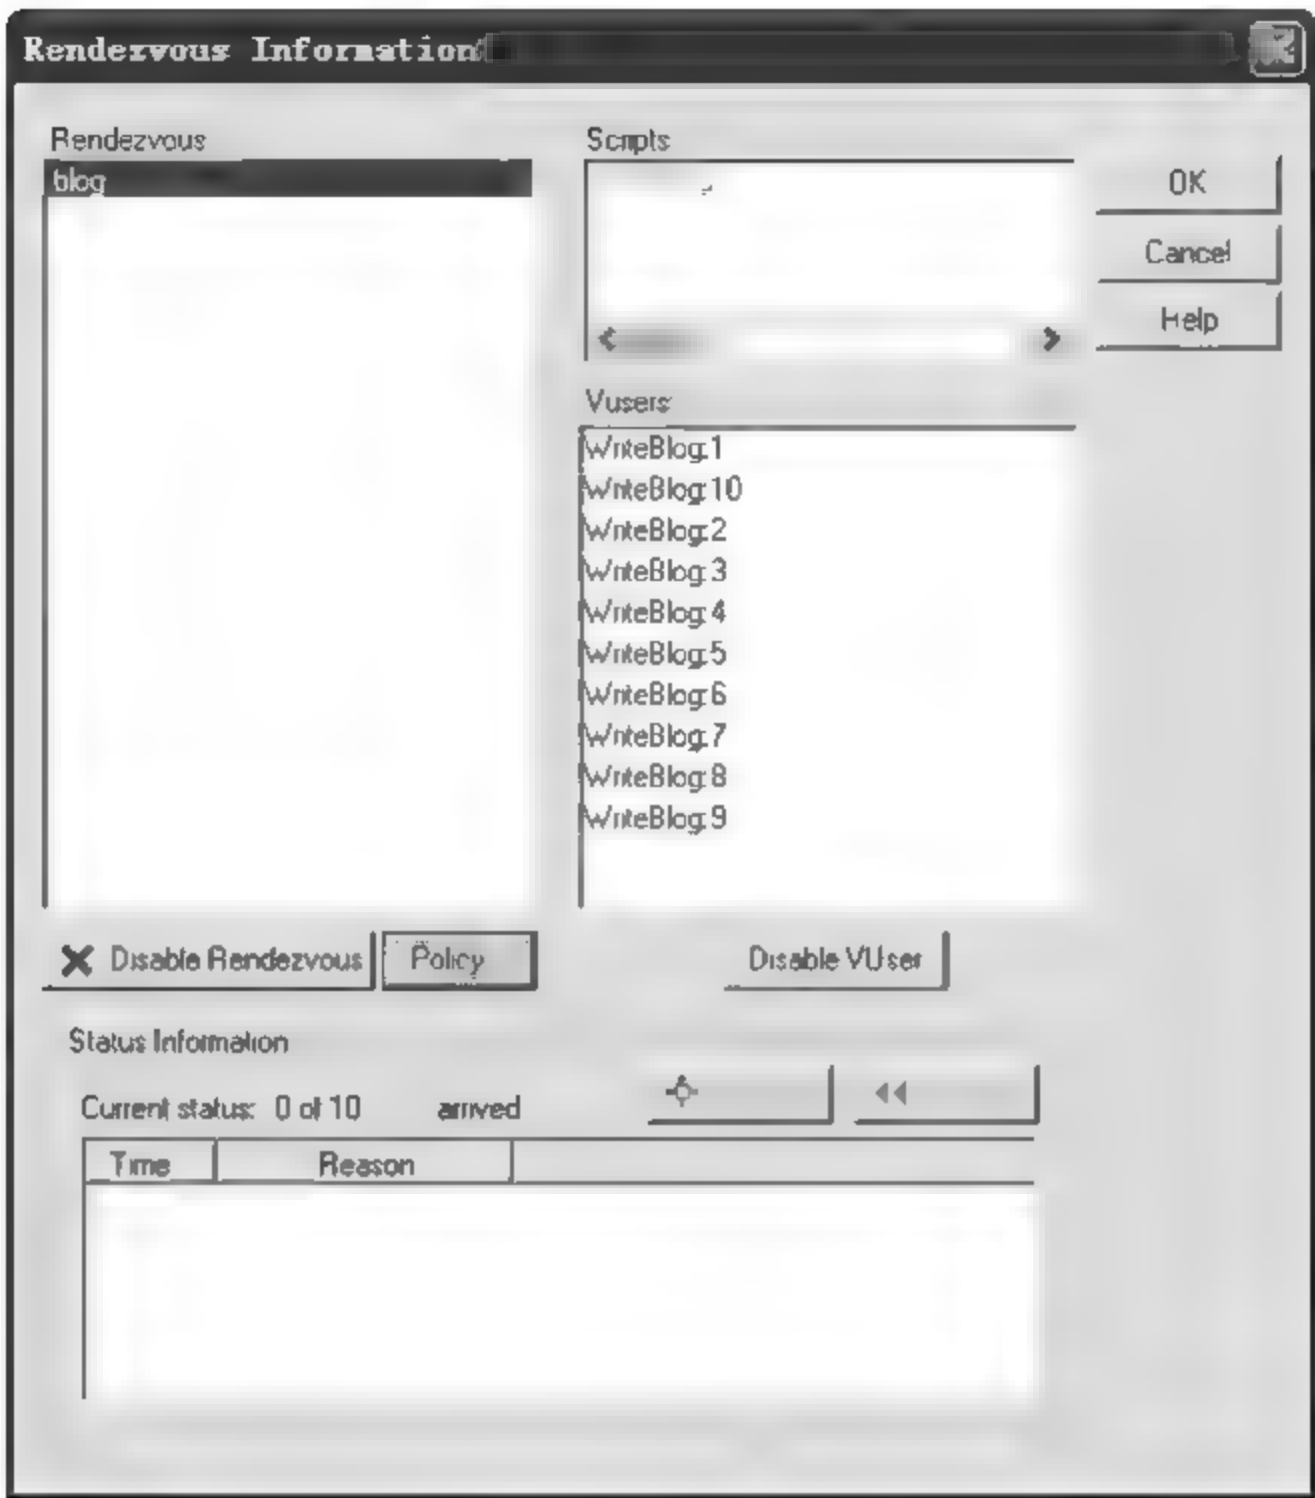 Rendezvous Information
Rendezvous
blog
Scripts
OK
Cancel
Help
Vusers
WriteBlog:1
WriteBlog:10
WriteBlog:2
WriteBlog:3
WriteBlog:4
WriteBlog:5
WriteBlog:6
WriteBlog:7
WriteBlog:8
WriteBlog:9
Disable Rendezvous
Policy
Disable VUser
Status Information
Current status: 0 of 10 arrived
Time Reason